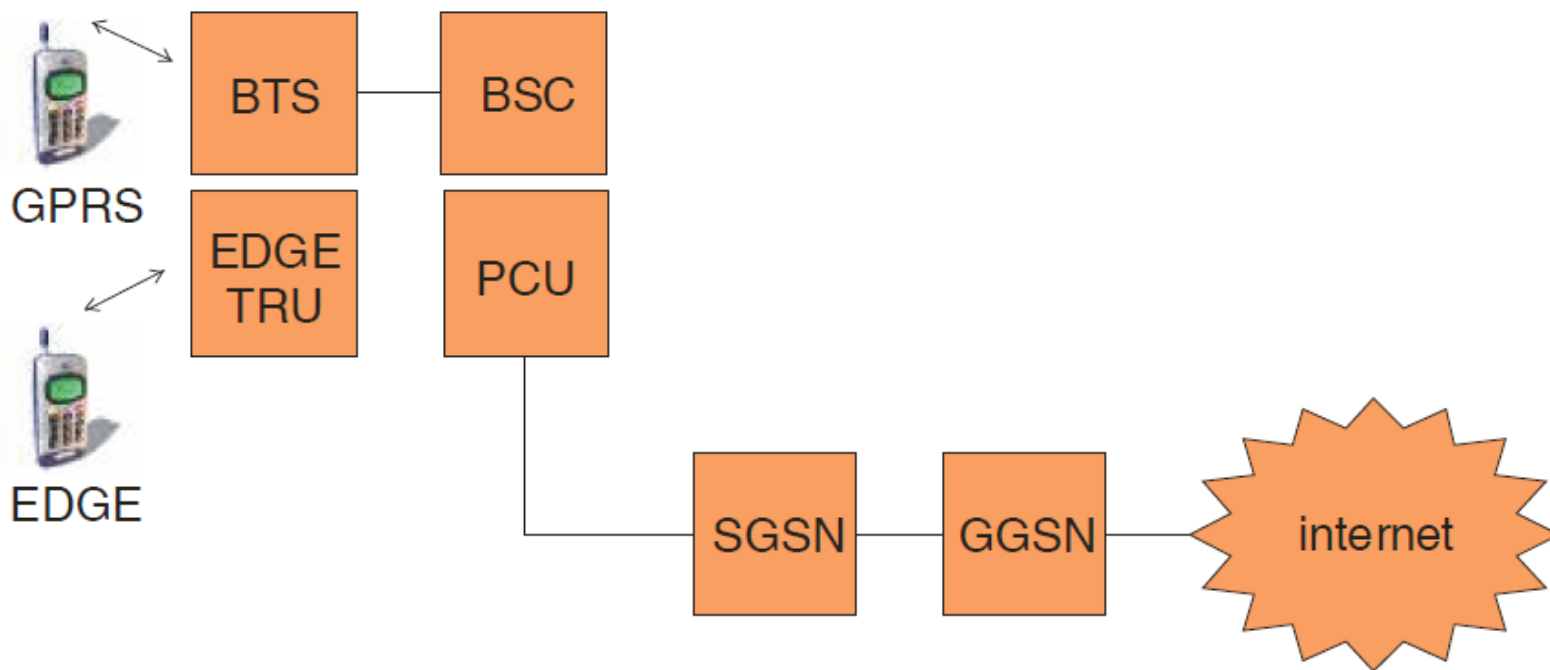 BTS
BSC
GPRS
EDGE
TRU
PCU
EDGE
SGSN
GGSN
internet